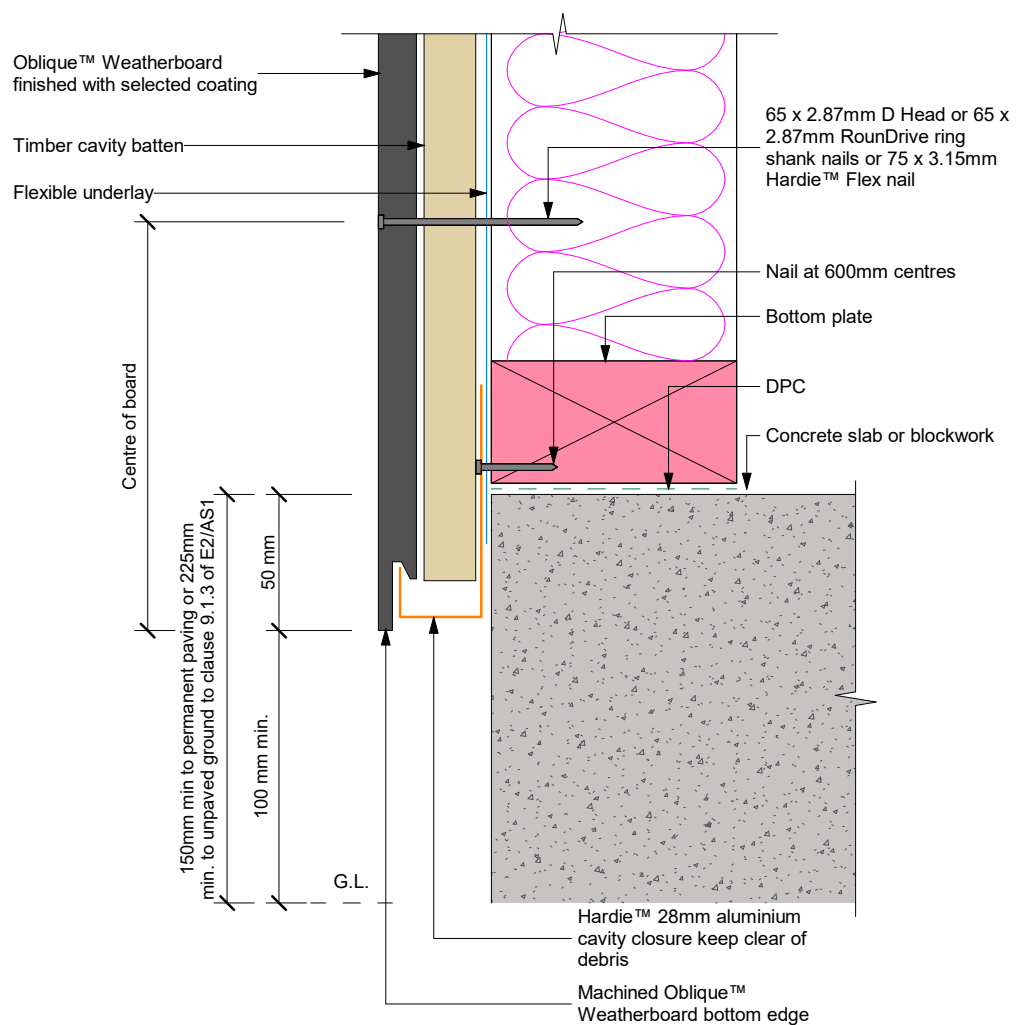 Oblique™ Weatherboard
finished with selected coating
Timber cavity batten
Flexible underlay
65 x 2.87mm D Head or 65 x
2.87mm RounDrive ring
shank nails or 75 x 3.15mm
Hardie™ Flex nail
Nail at 600mm centres
Bottom plate
DPC
Concrete slab or blockwork
Centre of board
50 mm
150mm min to permanent paving or 225mm
min. to unpaved ground to clause 9.1.3 of E2/AS1
100 mm min.
G.L.
Hardie™ 28mm aluminium
cavity closure keep clear of
debris
Machined Oblique™
Weatherboard bottom edge